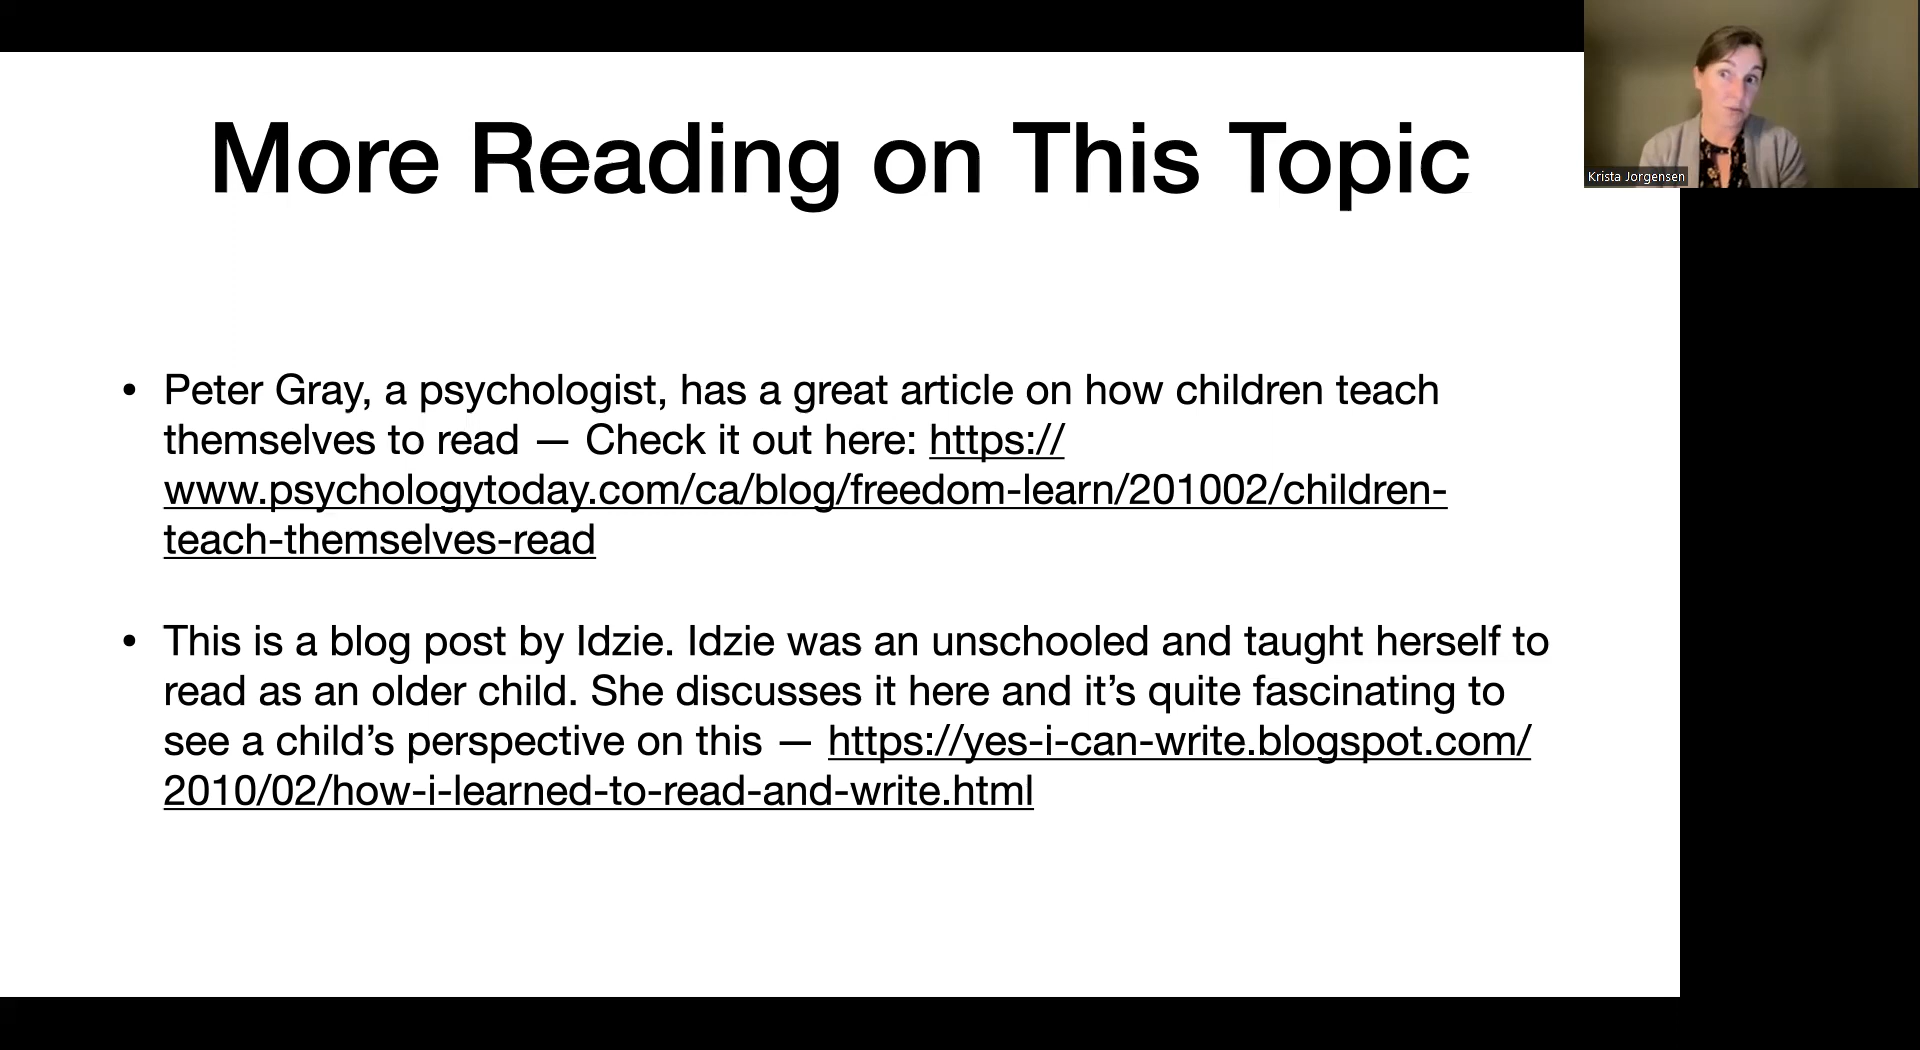 More Reading on This Topic
Krista Jorgensen
• Peter Gray, a psychologist, has a great article on how children teach
themselves to read — Check it out here: https://
www.psychologytoday.com/ca/blog/freedom-learn/201002/children-
teach-themselves-read
• This is a blog post by Idzie. Idzie was an unschooled and taught herself to
read as an older child. She discusses it here and it’s quite fascinating to
see a child’s perspective on this — https://yes-i-can-write.blogspot.com/
2010/02/how-i-learned-to-read-and-write.html